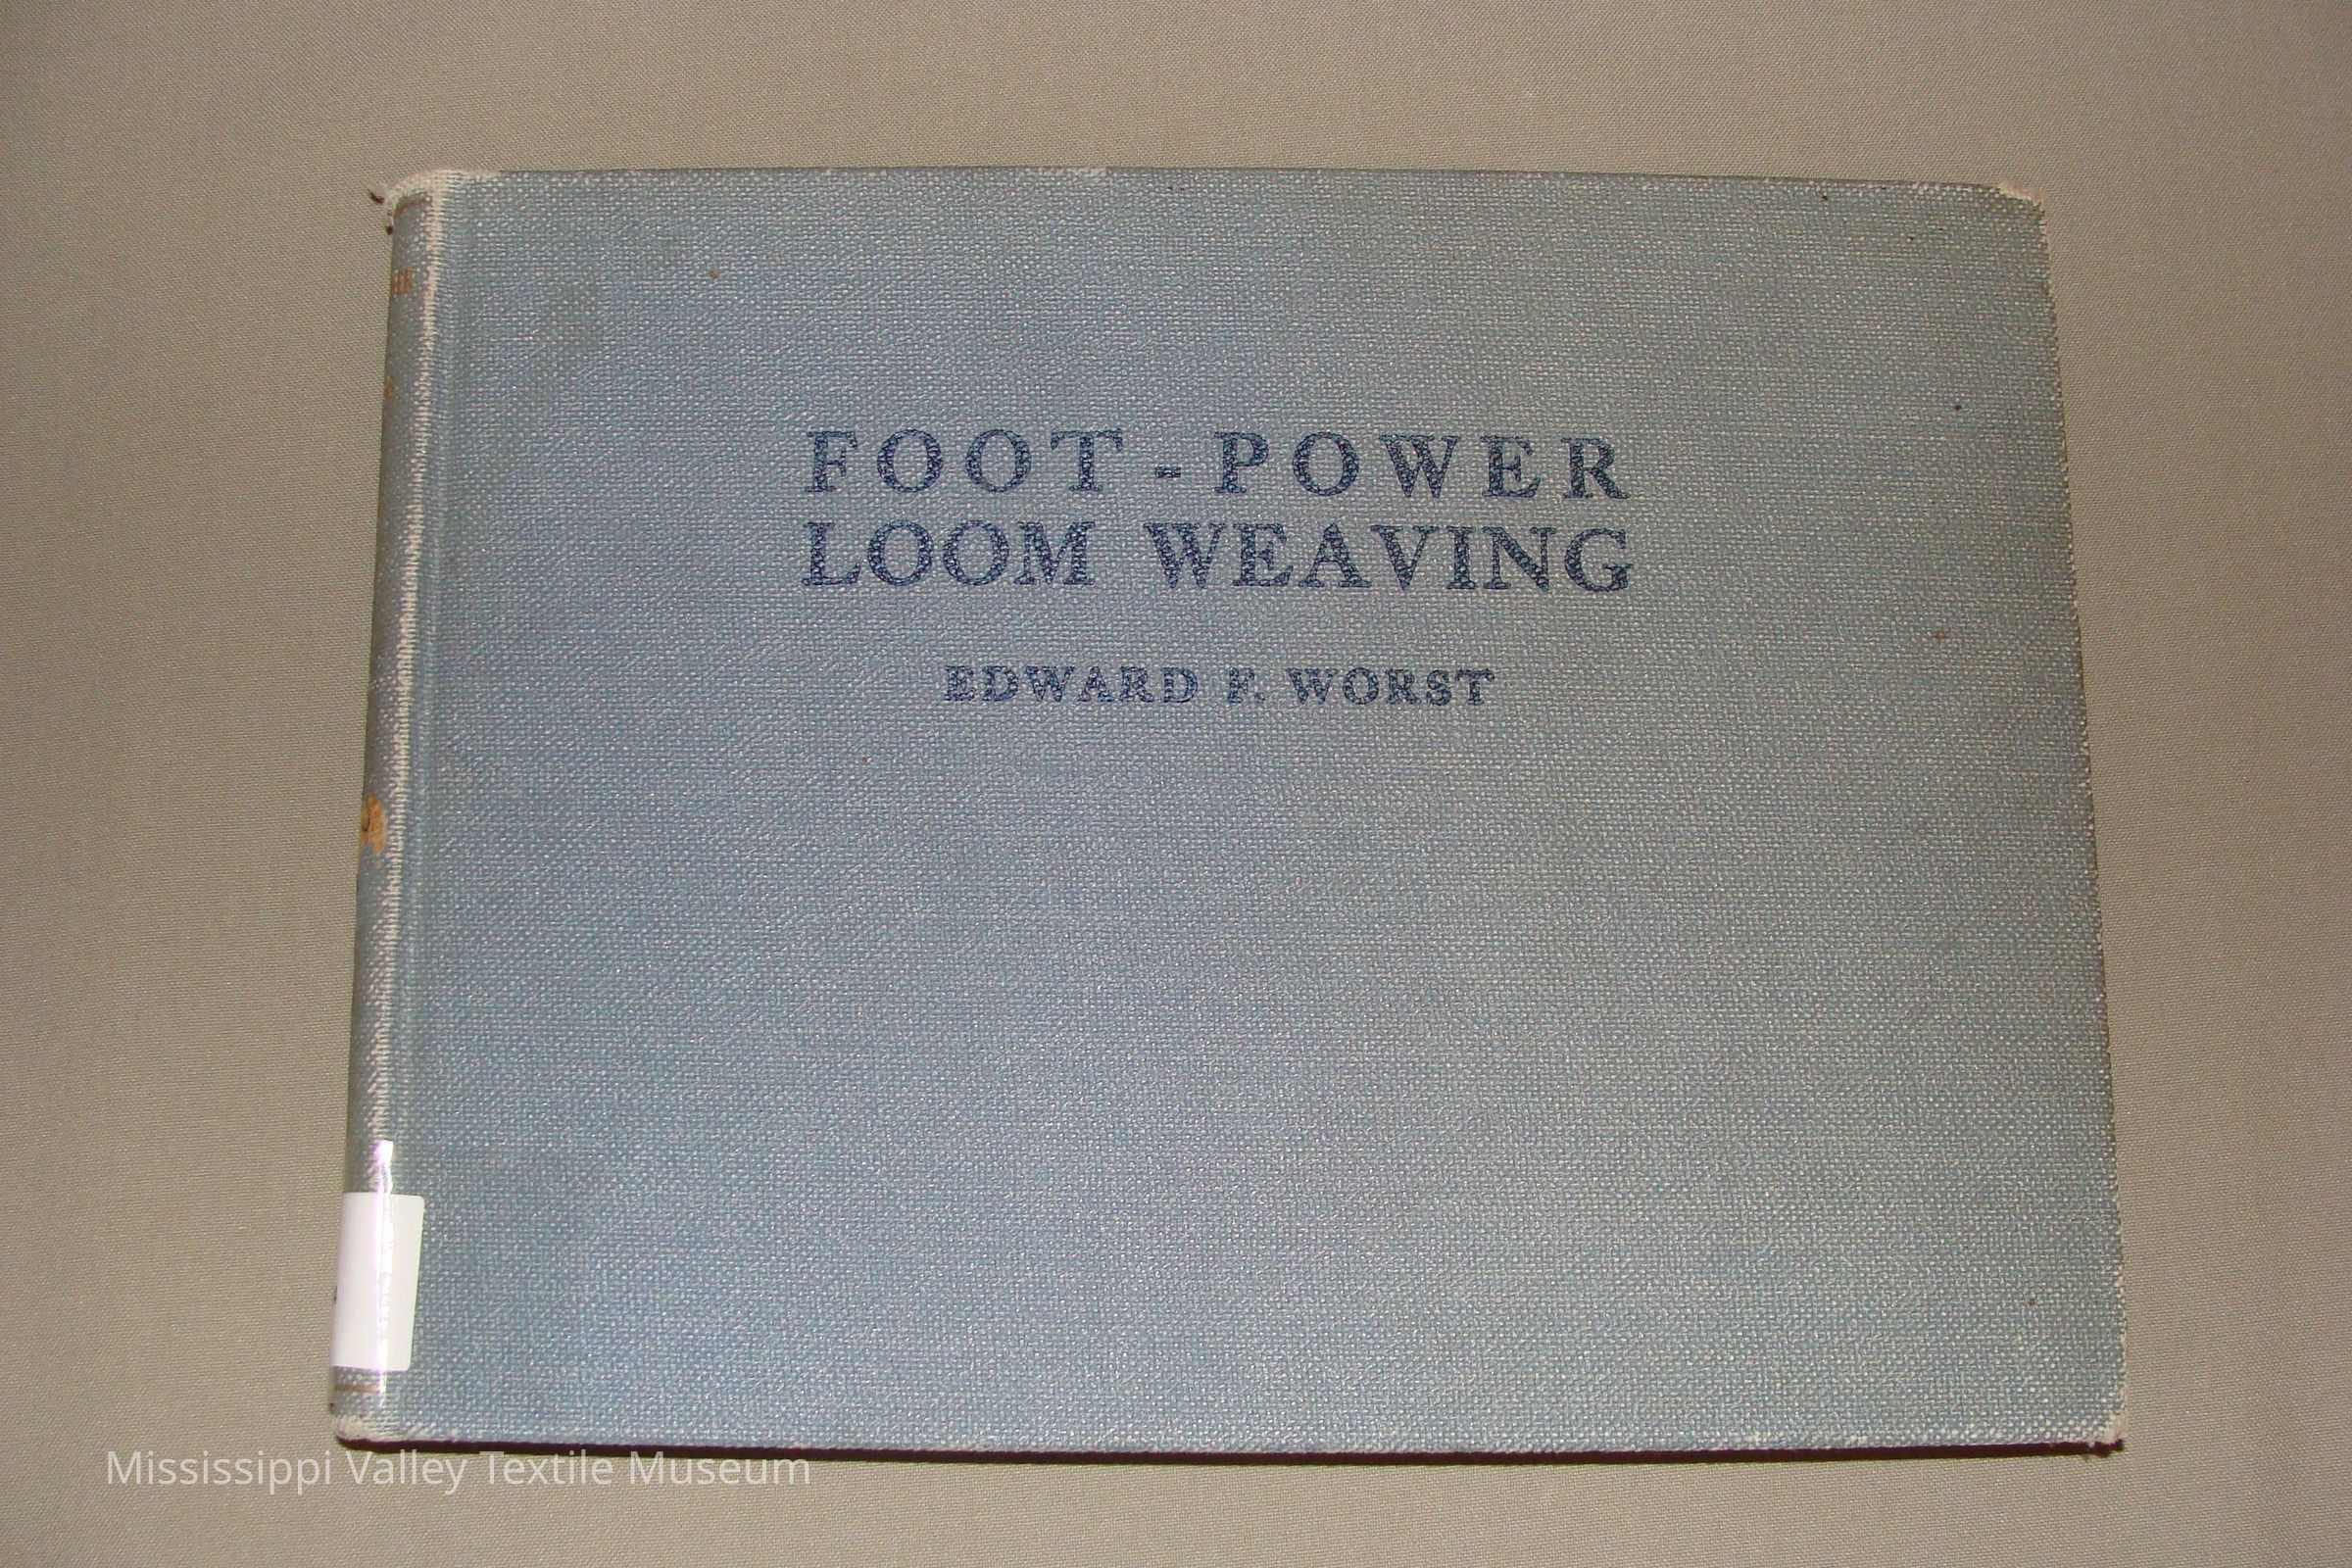 FOOT-POWER
LOOM WEAVING
EDWARD F. WORST
Mississippi Valley Textile Museum